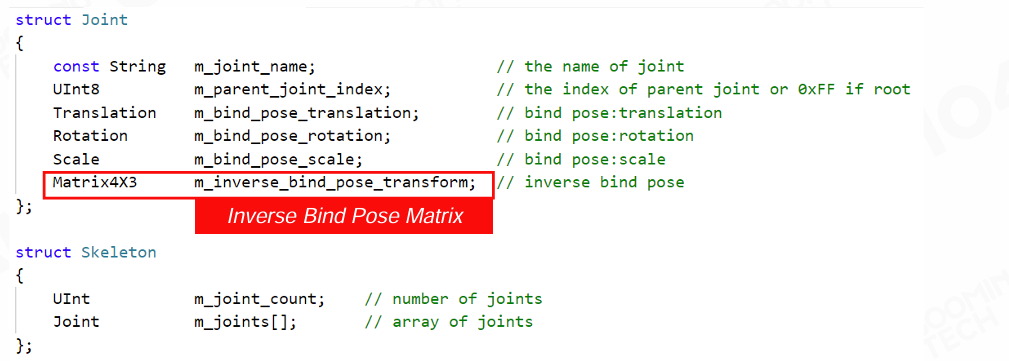 struct Joint
{
const String m_joint_name; // the name of joint
UInt8 m_parent_joint_index; // the index of parent joint or 0xFF if root
Translation m_bind_pose_translation; // bind pose:translation
Rotation m_bind_pose_rotation; // bind pose:rotation
Scale m_bind_pose_scale; // bind pose:scale
Matrix4X3 m_inverse_bind_pose_transform; // inverse bind pose
};
Inverse Bind Pose Matrix
struct Skeleton
{
UInt m_joint_count; // number of joints
Joint m_joints[]; // array of joints
};